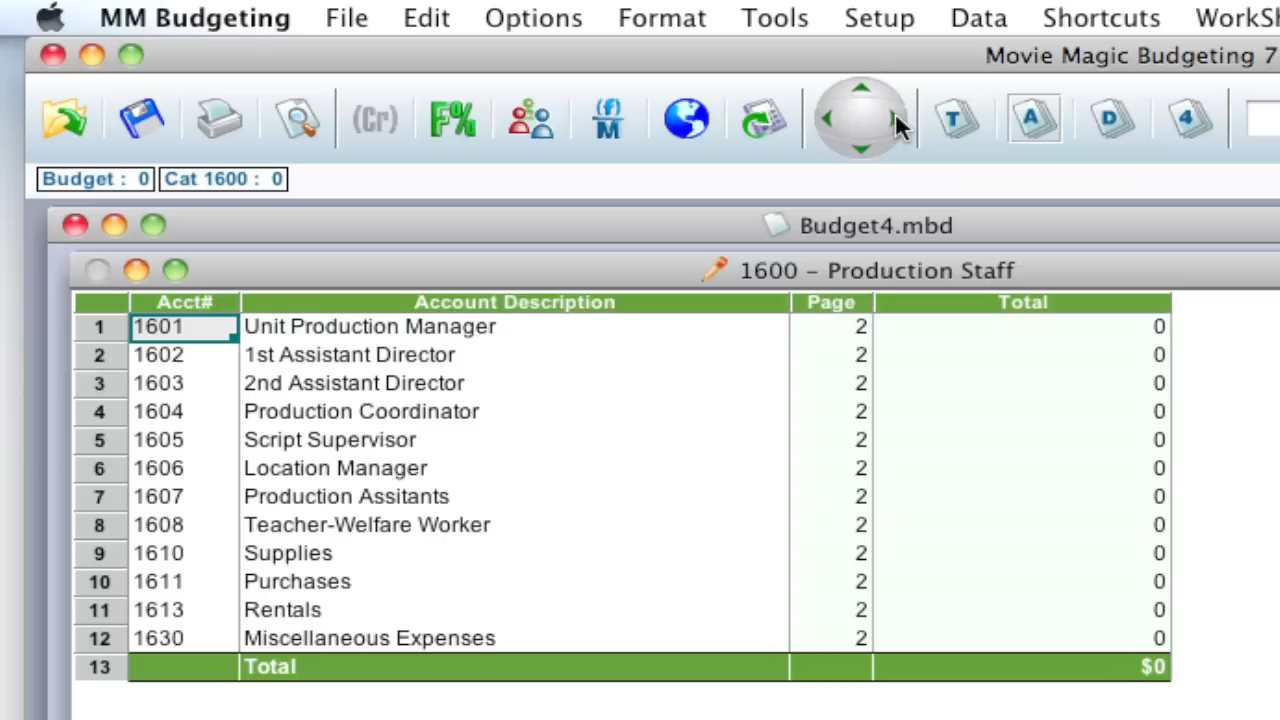 MM Budgeting File Edit Options Format Tools Setup Data Shortcuts WorkSh
Movie Magic Budgeting 7
(Cr) F% (f) M T A D 4
Budget : 0 Cat 1600 : 0
Budget4.mbd
1600 – Production Staff
Acct# Account Description Page Total
1 1601 Unit Production Manager 2 0
2 1602 1st Assistant Director 2 0
3 1603 2nd Assistant Director 2 0
4 1604 Production Coordinator 2 0
5 1605 Script Supervisor 2 0
6 1606 Location Manager 2 0
7 1607 Production Assitants 2 0
8 1608 Teacher-Welfare Worker 2 0
9 1610 Supplies 2 0
10 1611 Purchases 2 0
11 1613 Rentals 2 0
12 1630 Miscellaneous Expenses 2 0
13 Total $0